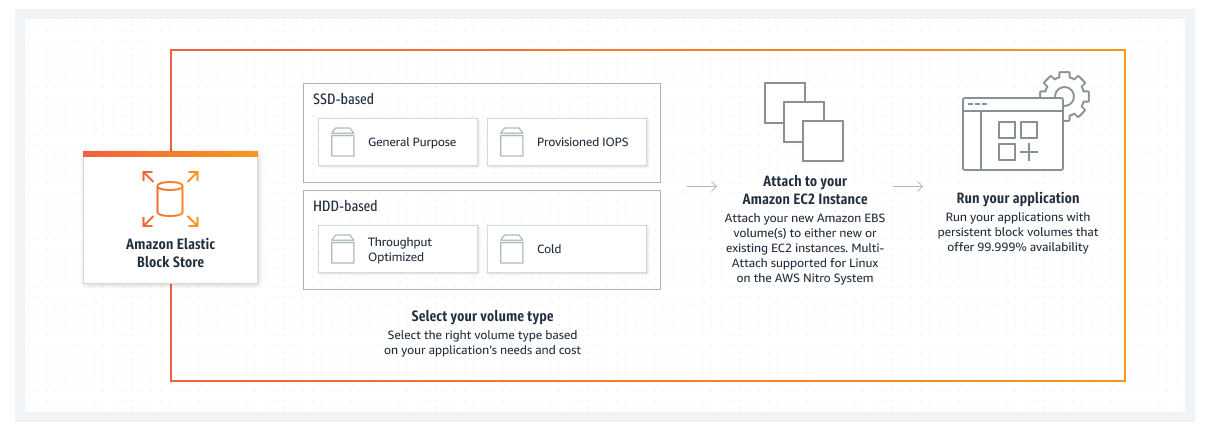 Amazon Elastic
Block Store
SSD-based
General Purpose
Provisioned IOPS
HDD-based
Throughput
Optimized
Cold
Select your volume type
Select the right volume type based
on your application's needs and cost
Attach to your
Amazon EC2 Instance
Attach your new Amazon EBS
volume(s) to either new or
existing EC2 instances. Multi-
Attach supported for Linux
on the AWS Nitro System
Run your application
Run your applications with
persistent block volumes that
offer 99.999% availability